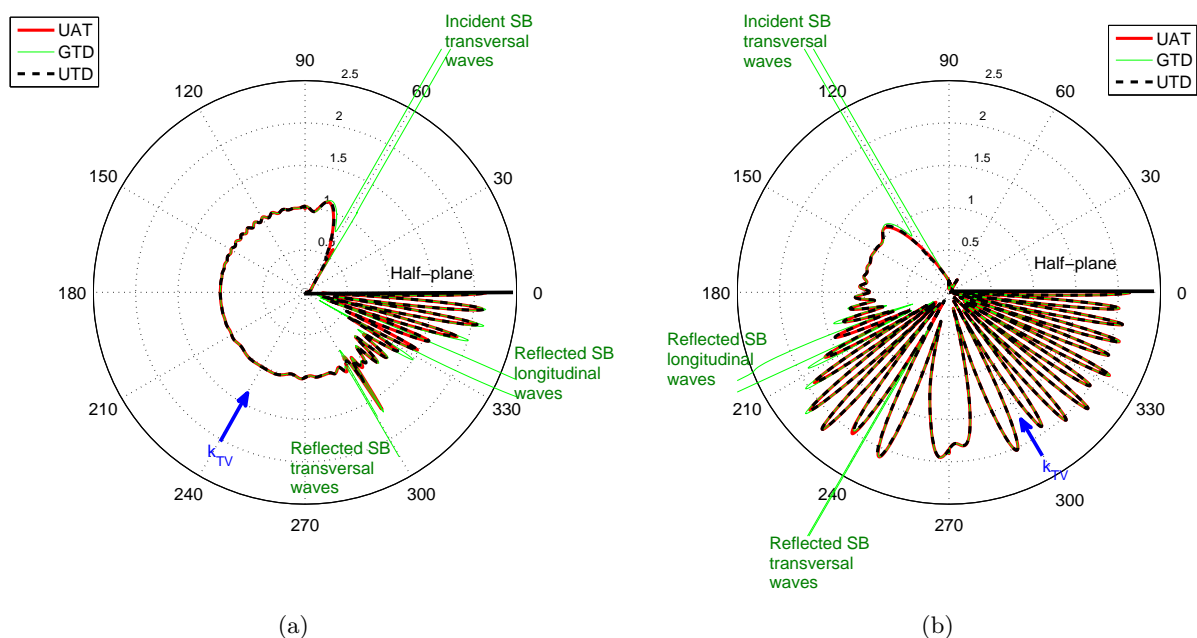 UAT
GTD
UTD
Incident SB
transversal
waves
90
2.5
120
60
2
1.5
150
30
1
0.5
Half-plane
180
0
Reflected SB
longitudinal
waves
210
330
k_TV
Reflected SB
transversal
waves
240
300
270
(a)
Incident SB
transversal
waves
UAT
GTD
UTD
90
2.5
120
60
2
1.5
150
30
1
0.5
Half-plane
180
0
Reflected SB
longitudinal
waves
210
330
k_TV
240
300
270
Reflected SB
transversal
waves
(b)